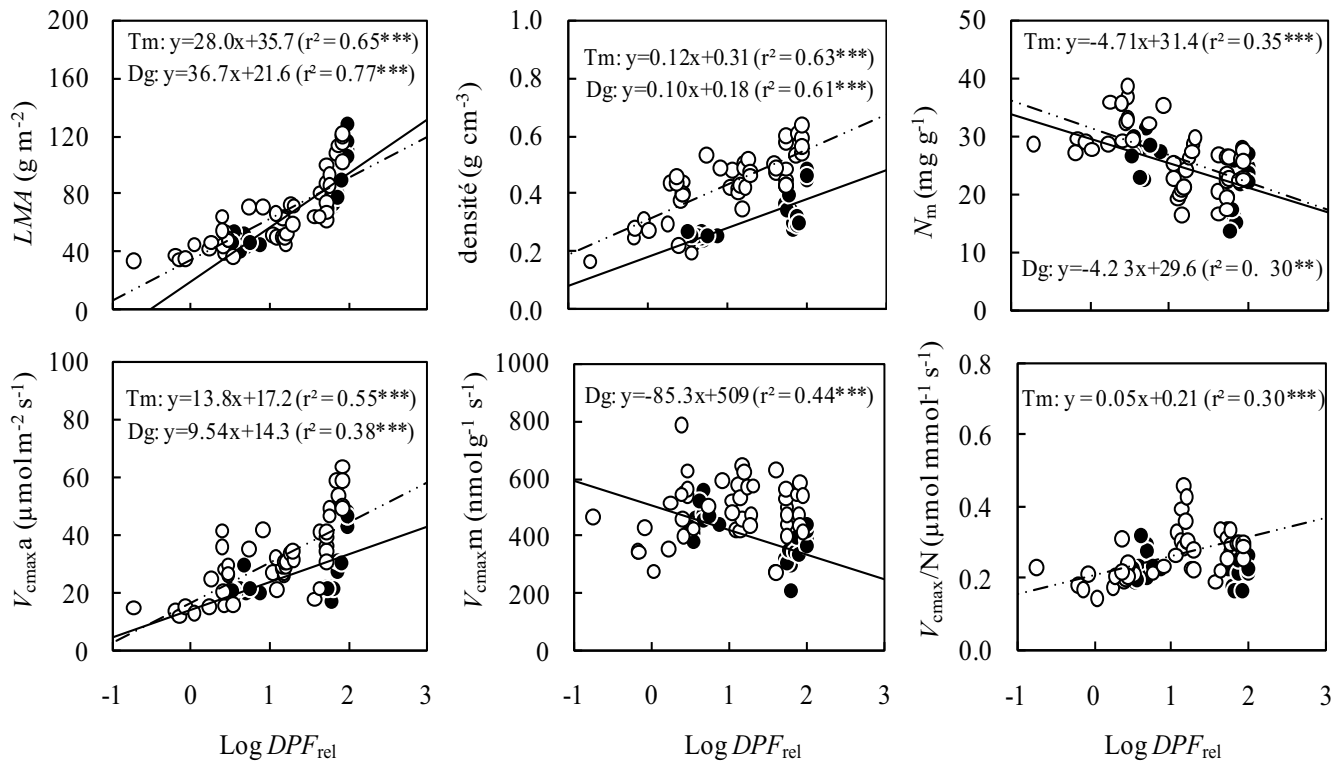 LMA (g m-2)
200
160
120
80
40
0
Tm: y=28.0x+35.7 (r²=0.65***)
Dg: y=36.7x+21.6 (r²=0.77***)
densité (g cm-3)
1.0
0.8
0.6
0.4
0.2
0.0
Tm: y=0.12x+0.31 (r²=0.63***)
Dg: y=0.10x+0.18 (r²=0.61***)
Nm (mg g-1)
50
40
30
20
10
0
Tm: y=-4.71x+31.4 (r²=0.35***)
Dg: y=-4.2 3x+29.6 (r²=0. 30**)
Vcmaxa (µmol m-2 s-1)
100
80
60
40
20
0
Tm: y=13.8x+17.2 (r²=0.55***)
Dg: y=9.54x+14.3 (r²=0.38***)
-1 0 1 2 3
Log DPFrel
Vcmaxm (nmol g-1 s-1)
1000
800
600
400
200
0
Dg: y=-85.3x+509 (r²=0.44***)
-1 0 1 2 3
Log DPFrel
Vcmax/N (µmol mmol-1 s-1)
0.8
0.6
0.4
0.2
0.0
Tm: y = 0.05x+0.21 (r²=0.30***)
-1 0 1 2 3
Log DPFrel